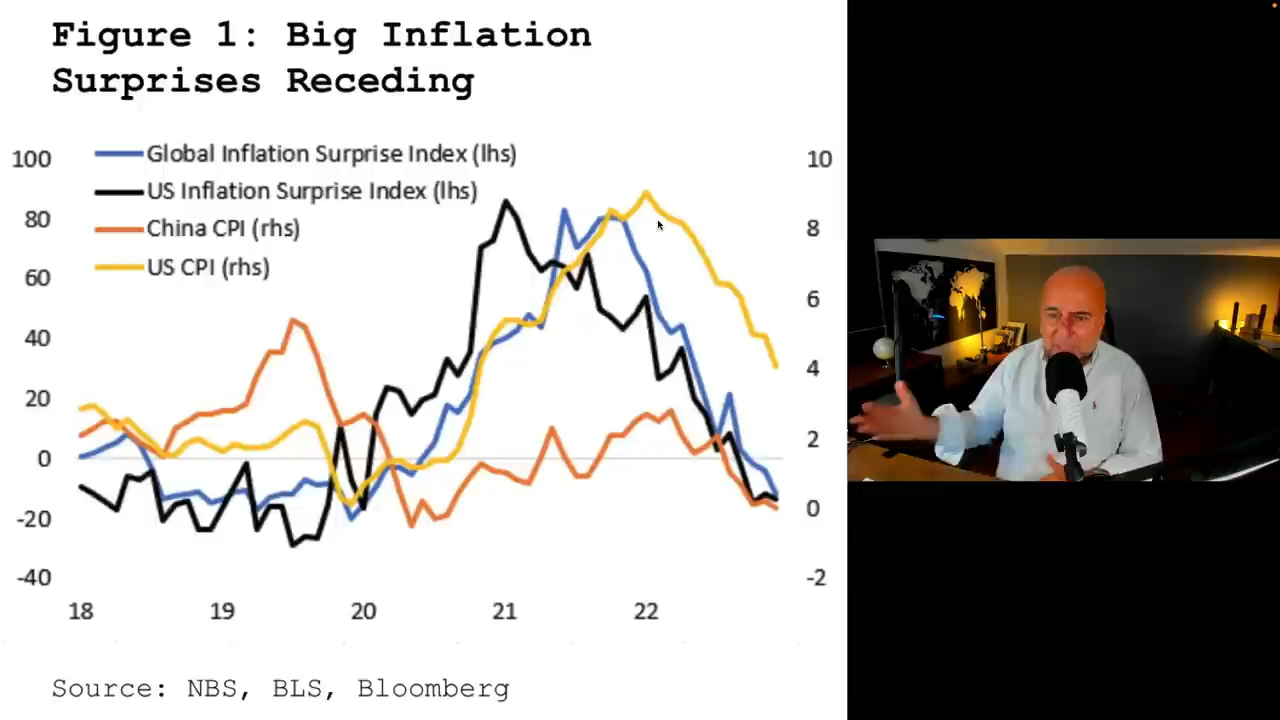 Figure 1: Big Inflation
Surprises Receding
Global Inflation Surprise Index (lhs)
US Inflation Surprise Index (lhs)
China CPI (rhs)
US CPI (rhs)
100
80
60
40
20
0
-20
-40
10
8
6
4
2
0
-2
18 19 20 21 22
Source: NBS, BLS, Bloomberg